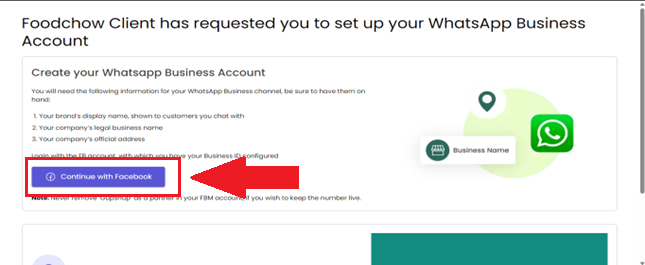 Foodchow Client has requested you to set up your WhatsApp Business
Account
Create your Whatsapp Business Account
You will need the following information for your WhatsApp Business channel, be sure to have them on
hand:
1. Your brand's display name, shown to customers you chat with
2. Your company's legal business name
3. Your company's official address
Login with the FB account, with which you have your Business ID configured
Continue with Facebook
Note: Never remove 'Gupshup' as a partner in your FBM account, if you wish to keep the number live.
Business Name